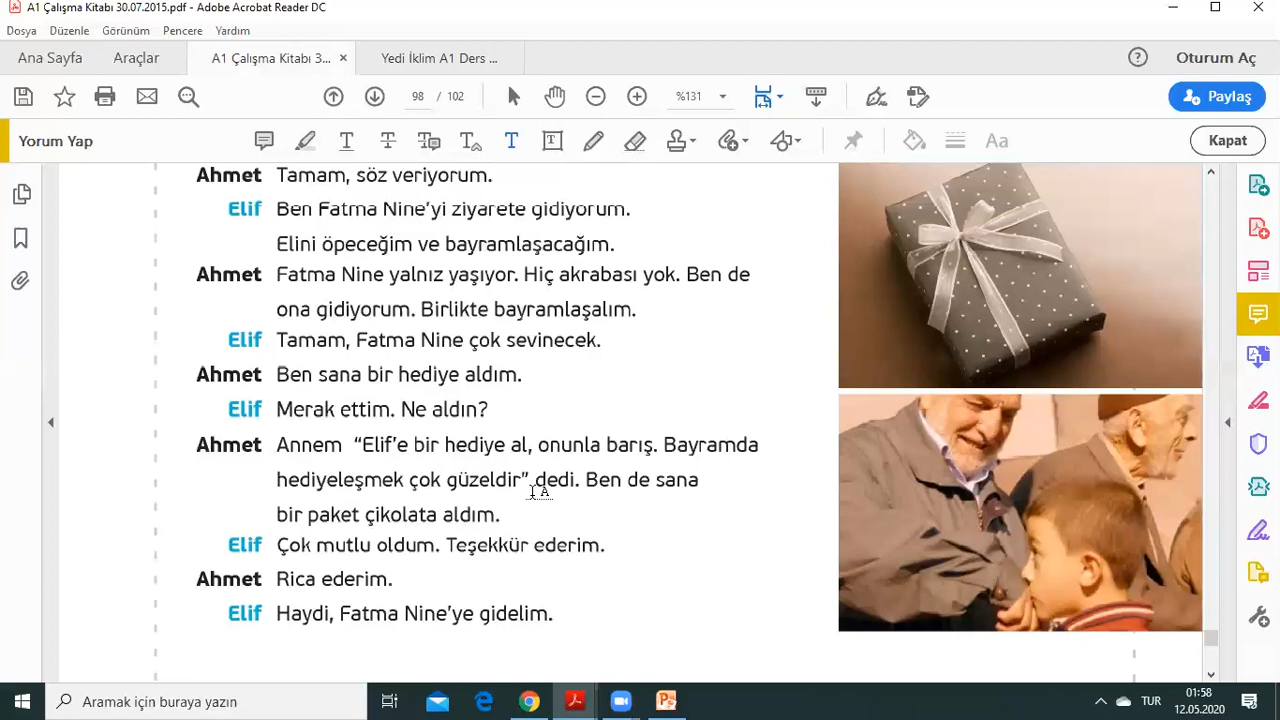 A1 Çalışma Kitabı 30.07.2015.pdf - Adobe Acrobat Reader DC
Dosya Düzenle Görünüm Pencere Yardım
Ana Sayfa Araçlar A1 Çalışma Kitabı 3... × Yedi İklim A1 Ders ... Oturum Aç
98 / 102 %131 Paylaş
Yorum Yap Aa Kapat
Ahmet Tamam, söz veriyorum.
Elif Ben Fatma Nine'yi ziyarete gidiyorum.
Elini öpeceğim ve bayramlaşacağım.
Ahmet Fatma Nine yalnız yaşıyor. Hiç akrabası yok. Ben de
ona gidiyorum. Birlikte bayramlaşalım.
Elif Tamam, Fatma Nine çok sevinecek.
Ahmet Ben sana bir hediye aldım.
Elif Merak ettim. Ne aldın?
Ahmet Annem “Elif'e bir hediye al, onunla barış. Bayramda
hediyeleşmek çok güzeldir” dedi. Ben de sana
bir paket çikolata aldım.
Elif Çok mutlu oldum. Teşekkür ederim.
Ahmet Rica ederim.
Elif Haydi, Fatma Nine'ye gidelim.
Aramak için buraya yazın TUR 01:58
12.05.2020